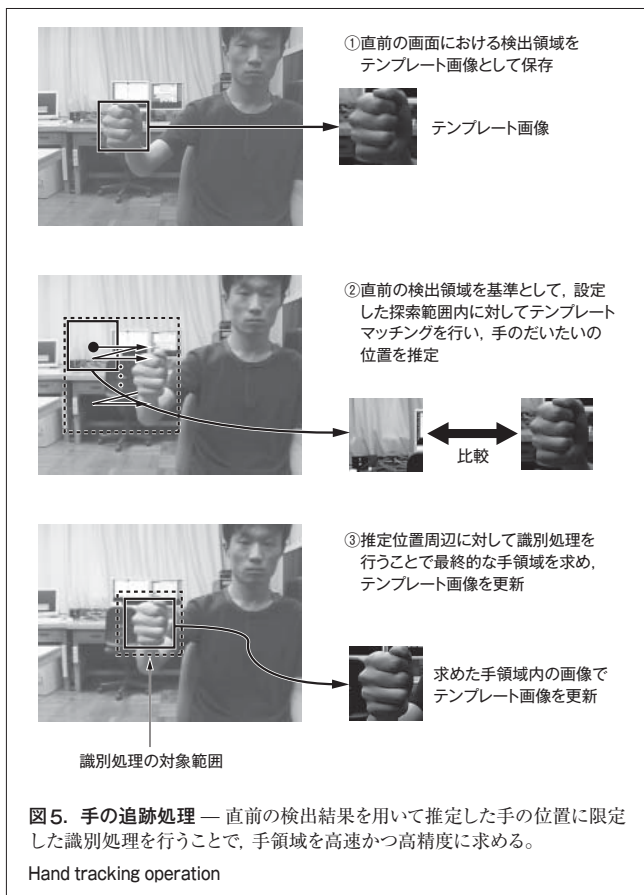 ①直前の画面における検出領域を
テンプレート画像として保存
テンプレート画像
②直前の検出領域を基準として, 設定
した探索範囲内に対してテンプレート
マッチングを行い, 手のだいたいの
位置を推定
比較
③推定位置周辺に対して識別処理を
行うことで最終的な手領域を求め,
テンプレート画像を更新
求めた手領域内の画像で
テンプレート画像を更新
識別処理の対象範囲
図5. 手の追跡処理 — 直前の検出結果を用いて推定した手の位置に限定
した識別処理を行うことで, 手領域を高速かつ高精度に求める。
Hand tracking operation